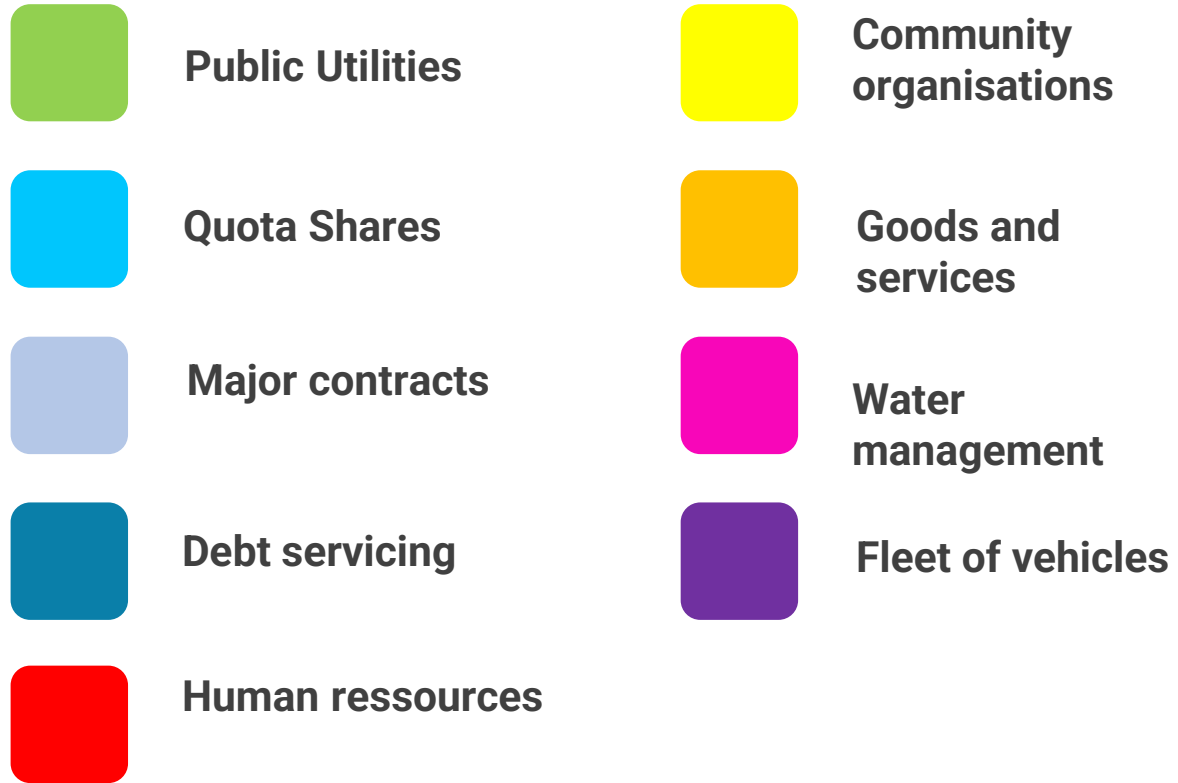 Public Utilities
Quota Shares
Major contracts
Debt servicing
Human ressources
Community
organisations
Goods and
services
Water
management
Fleet of vehicles